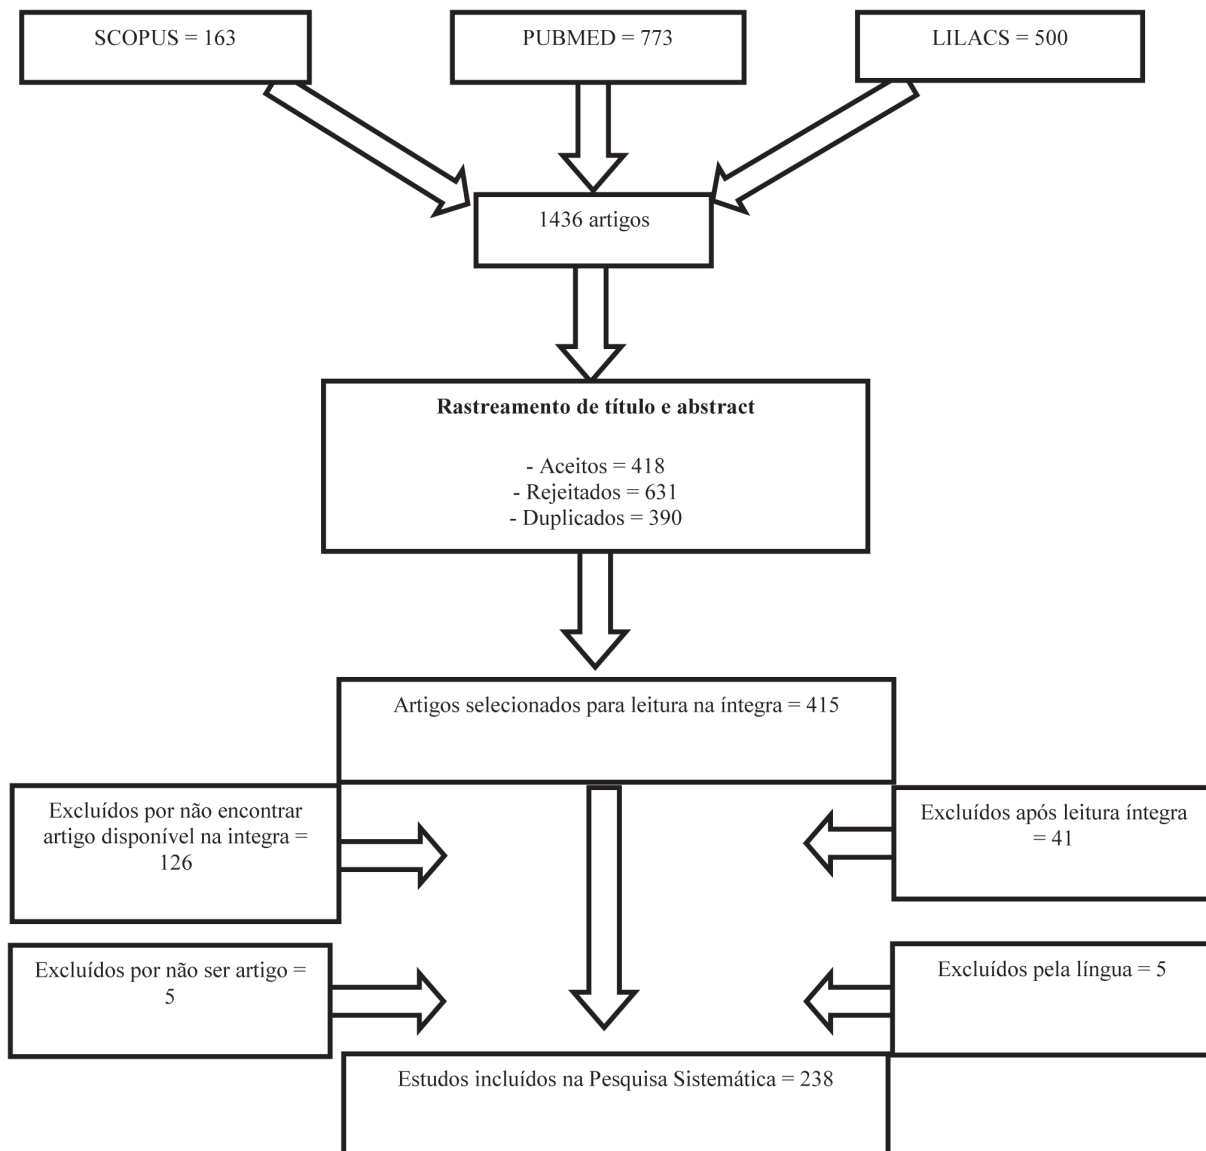 SCOPUS = 163
PUBMED = 773
LILACS = 500
1436 artigos
Rastreamento de título e abstract
- Aceitos = 418
- Rejeitados = 631
- Duplicados = 390
Artigos selecionados para leitura na íntegra = 415
Excluídos por não encontrar
artigo disponível na integra =
126
Excluídos após leitura íntegra
= 41
Excluídos por não ser artigo =
5
Excluídos pela língua = 5
Estudos incluídos na Pesquisa Sistemática = 238